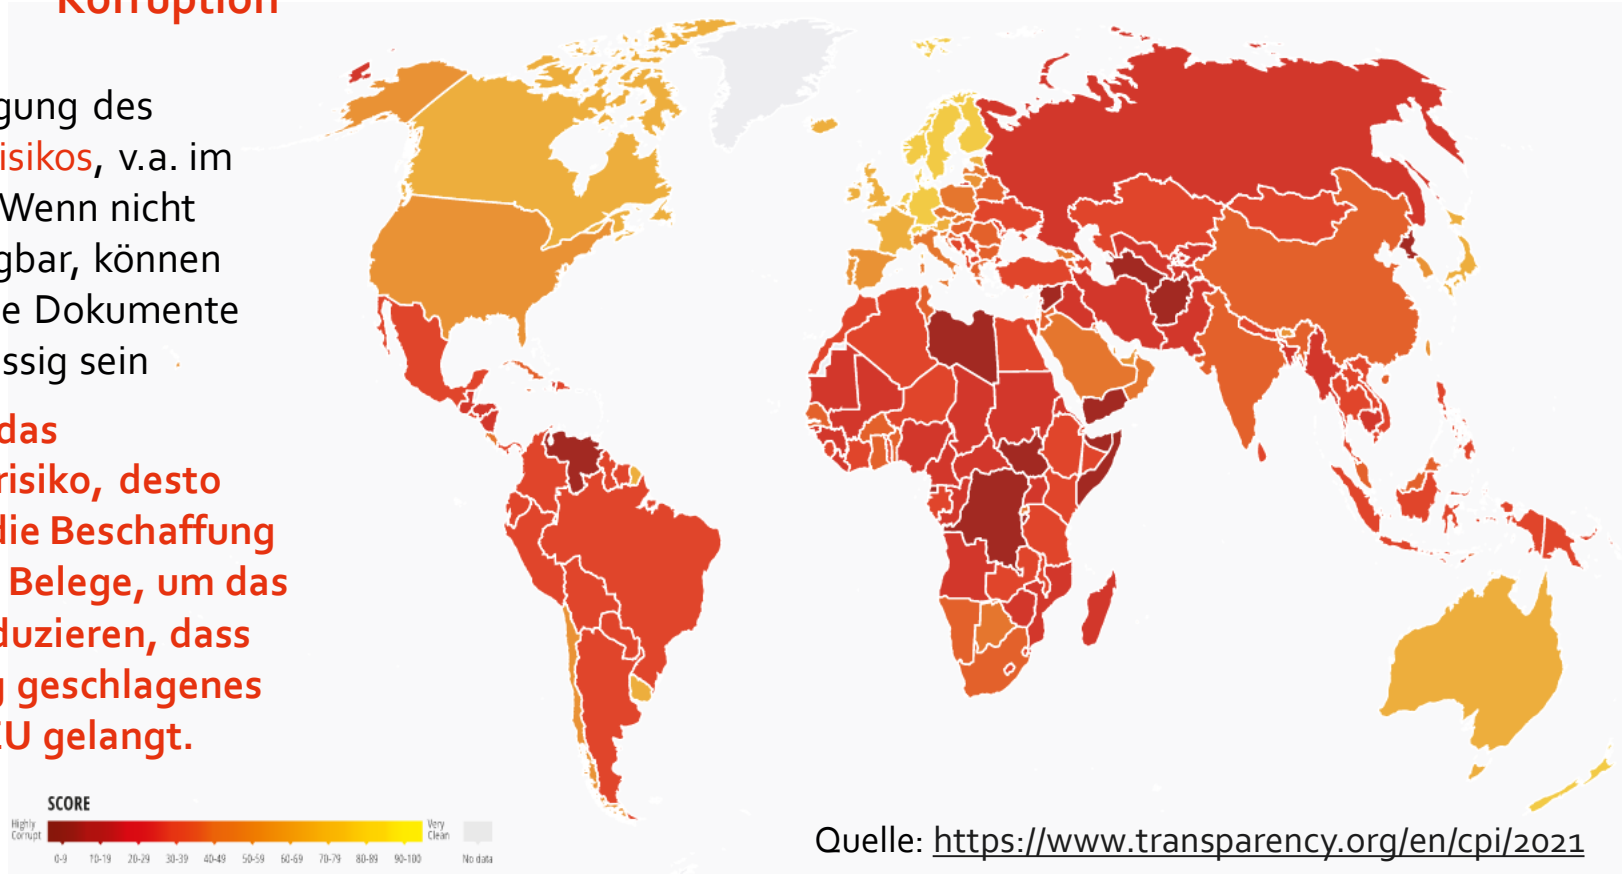 Korruption
gung des
isikos, v.a. im
Wenn nicht
gbar, können
e Dokumente
ssig sein
das
risiko, desto
die Beschaffung
Belege, um das
duzieren, dass
g geschlagenes
EU gelangt.
SCORE
Highly Corrupt
Very Clean
0-9 10-19 20-29 30-39 40-49 50-59 60-69 70-79 80-89 90-100 No data
Quelle: https://www.transparency.org/en/cpi/2021